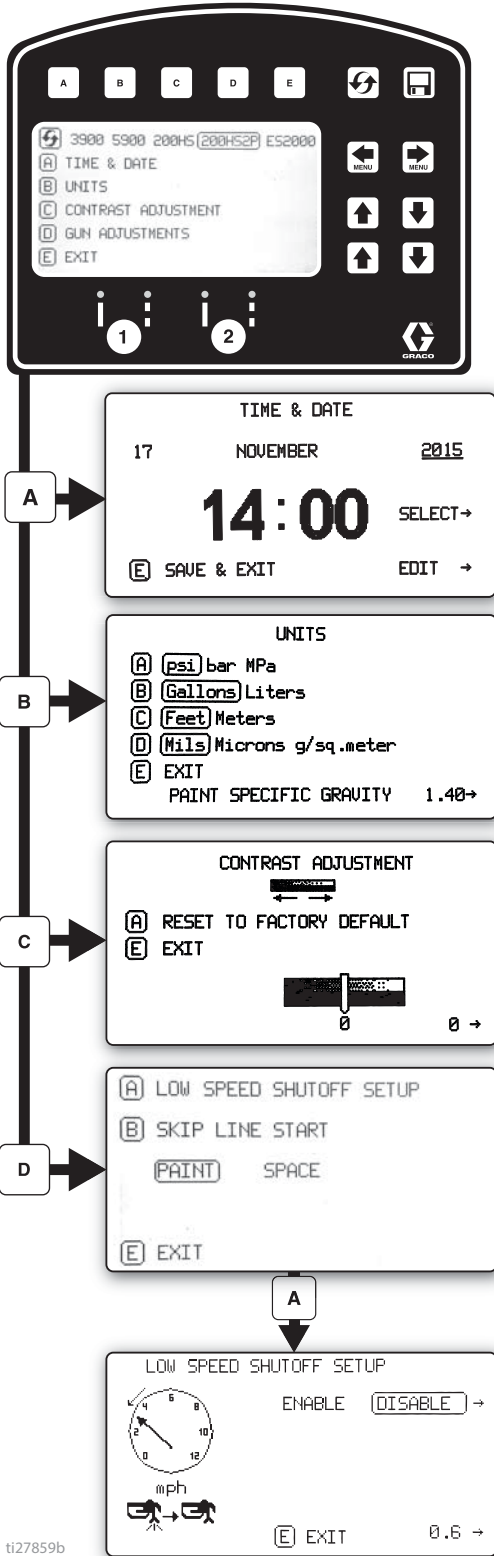 A B C D E
3900 5900 200HS 200HS2P ES2000
A TIME & DATE
B UNITS
C CONTRAST ADJUSTMENT
D GUN ADJUSTMENTS
E EXIT
MENU MENU
1 2
GRACO
A
TIME & DATE
17 NOVEMBER 2015
14:00
SELECT→
E SAVE & EXIT EDIT →
B
UNITS
A psi bar MPa
B Gallons Liters
C Feet Meters
D Mils Microns g/sq.meter
E EXIT
PAINT SPECIFIC GRAVITY 1.40→
C
CONTRAST ADJUSTMENT
A RESET TO FACTORY DEFAULT
E EXIT
0 0 →
D
A LOW SPEED SHUTOFF SETUP
B SKIP LINE START
PAINT SPACE
E EXIT
A
LOW SPEED SHUTOFF SETUP
ENABLE DISABLE →
0 2 4 6 8 10 12
mph
E EXIT 0.6 →
ti27859b